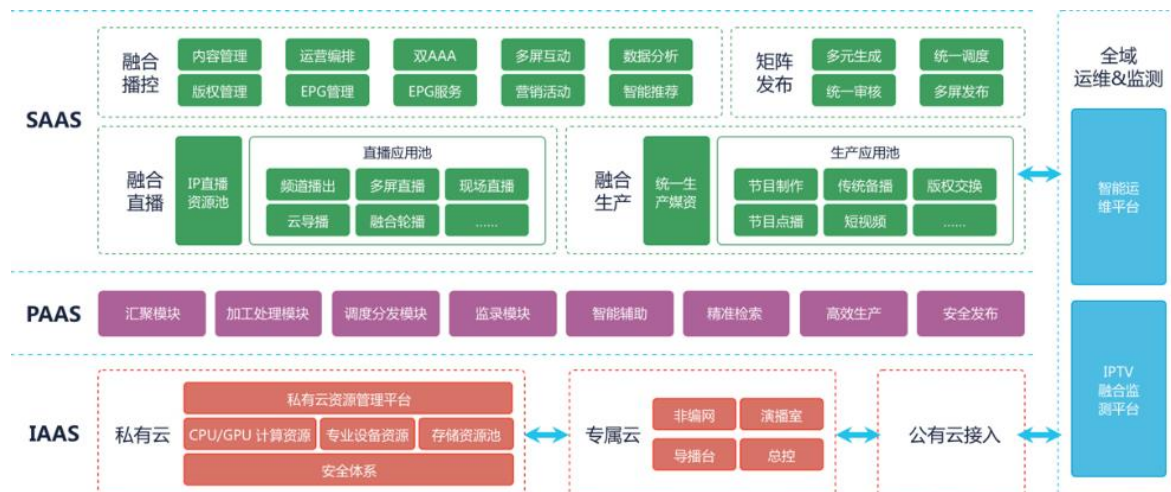 SAAS
融合
播控
内容管理
运营编排
双AAA
多屏互动
数据分析
版权管理
EPG管理
EPG服务
营销活动
智能推荐
矩阵
发布
多元生成
统一调度
统一审核
多屏发布
融合
直播
IP直播
资源池
直播应用池
频道播出
多屏直播
现场直播
云导播
融合轮播
......
融合
生产
统一生
产媒资
生产应用池
节目制作
传统备播
版权交换
节目点播
短视频
......
PAAS
汇聚模块
加工处理模块
调度分发模块
监录模块
智能辅助
精准检索
高效生产
安全发布
IAAS
私有云
私有云资源管理平台
CPU/GPU 计算资源
专业设备资源
存储资源池
安全体系
专属云
非编网
演播室
导播台
总控
公有云接入
全域
运维&监测
智能运
维平台
IPTV
融合监
测平台